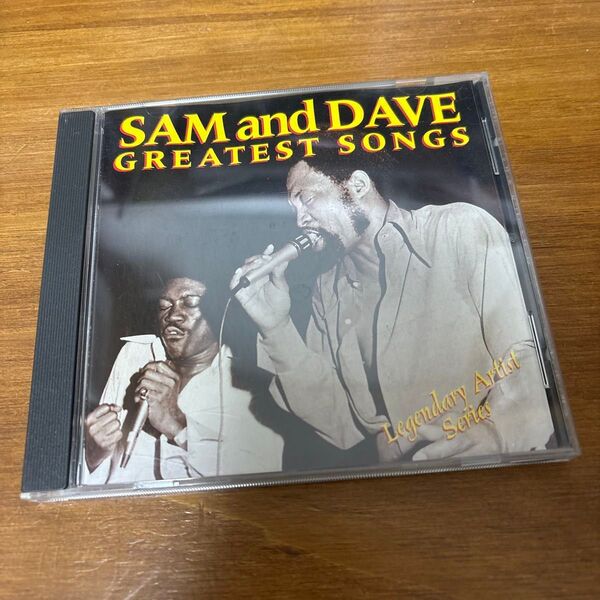 SAM and DAVE
GREATEST SONGS
Legendary Artist
Series